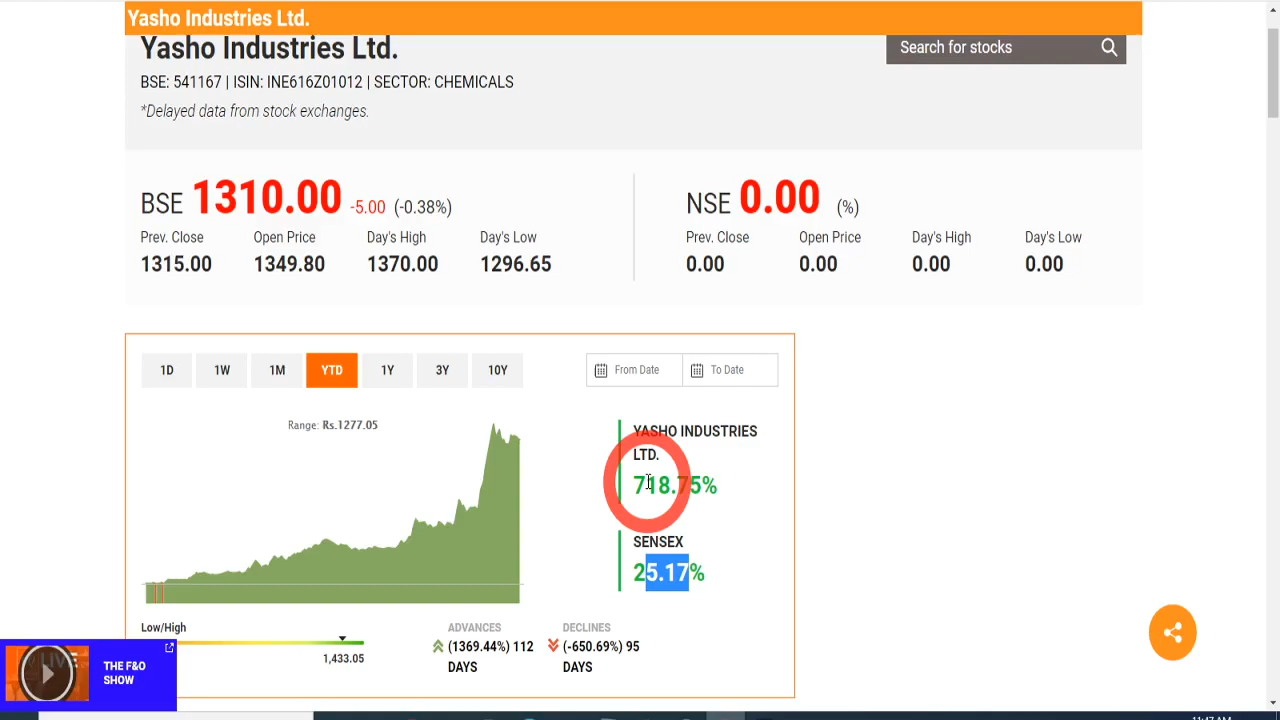 Yasho Industries Ltd.
Yasho Industries Ltd.
Search for stocks
BSE: 541167 | ISIN: INE616Z01012 | SECTOR: CHEMICALS
*Delayed data from stock exchanges.
BSE 1310.00 -5.00 (-0.38%)
Prev. Close Open Price Day's High Day's Low
1315.00 1349.80 1370.00 1296.65
NSE 0.00 (%)
Prev. Close Open Price Day's High Day's Low
0.00 0.00 0.00 0.00
1D 1W 1M YTD 1Y 3Y 10Y
From Date To Date
Range: Rs.1277.05
YASHO INDUSTRIES
LTD.
718.75%
SENSEX
25.17%
Low/High
1,433.05
ADVANCES
(1369.44%) 112
DAYS
DECLINES
(-650.69%) 95
DAYS
THE F&O
SHOW